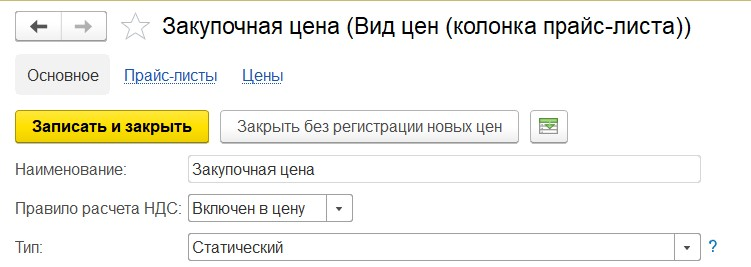 Закупочная цена (Вид цен (колонка прайс-листа))
Основное Прайс-листы Цены
Записать и закрыть Закрыть без регистрации новых цен
Наименование: Закупочная цена
Правило расчета НДС: Включен в цену
Тип: Статический ?